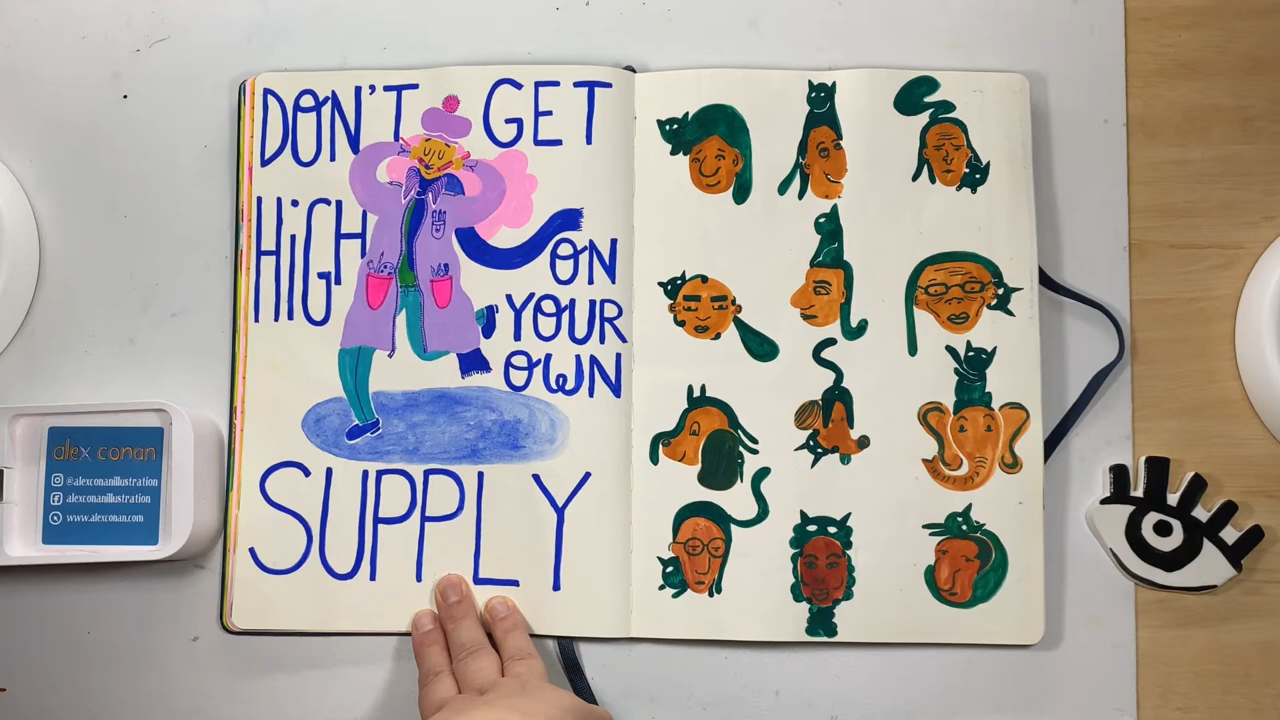 DON'T GET
HiGH ON
YOUR
OWN
SUPPLY
alex conan
@alexconanillustration
alexconanillustration
www.alexconan.com